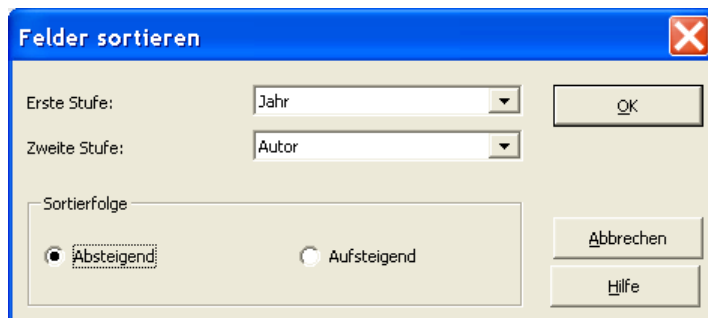 Felder sortieren
Erste Stufe: Jahr OK
Zweite Stufe: Autor
Sortierfolge
Absteigend Aufsteigend
Abbrechen
Hilfe